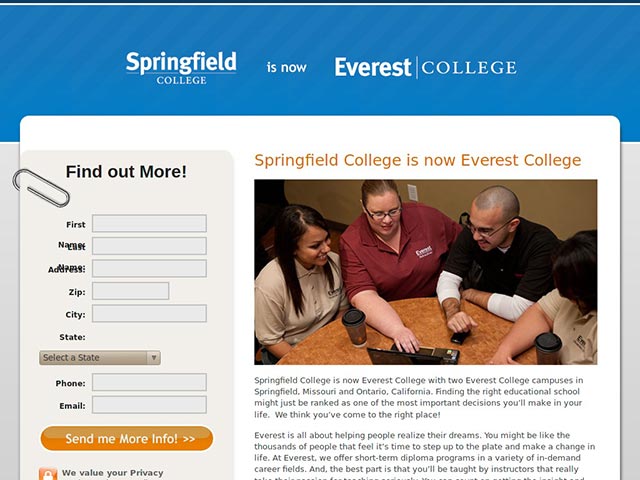 Springfield
COLLEGE
is now
Everest COLLEGE
Find out More!
First
Name:
Last
Name:
Address:
Zip:
City:
State:
Select a State
Phone:
Email:
Send me More Info! >>
We value your Privacy
Springfield College is now Everest College
Everest
Springfield College is now Everest College with two Everest College campuses in
Springfield, Missouri and Ontario, California. Finding the right educational school
might just be ranked as one of the most important decisions you'll make in your
life. We think you've come to the right place!
Everest is all about helping people realize their dreams. You might be like the
thousands of people that feel it's time to step up to the plate and make a change in
life. At Everest, we offer short-term diploma programs in a variety of in-demand
career fields. And, the best part is that you'll be taught by instructors that really